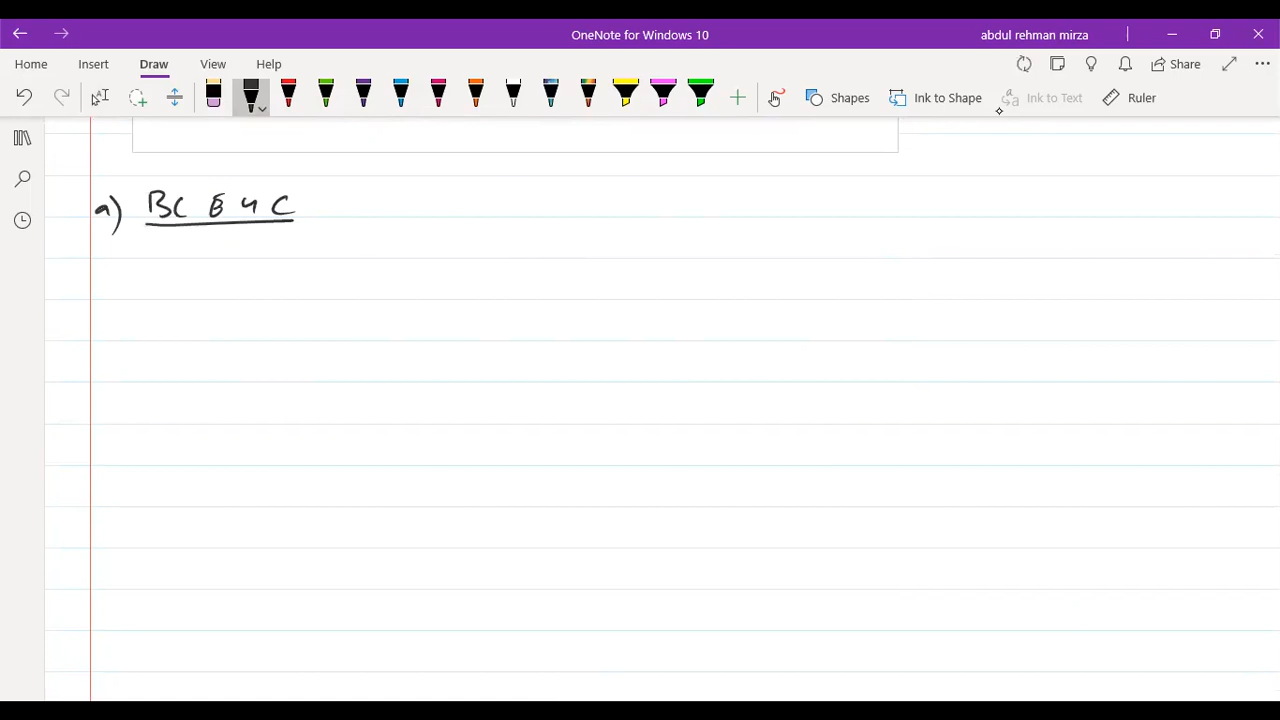 OneNote for Windows 10
abdul rehman mirza
Home Insert Draw View Help
Share
Shapes
Ink to Shape
Ink to Text
Ruler
a) BC E 4 C